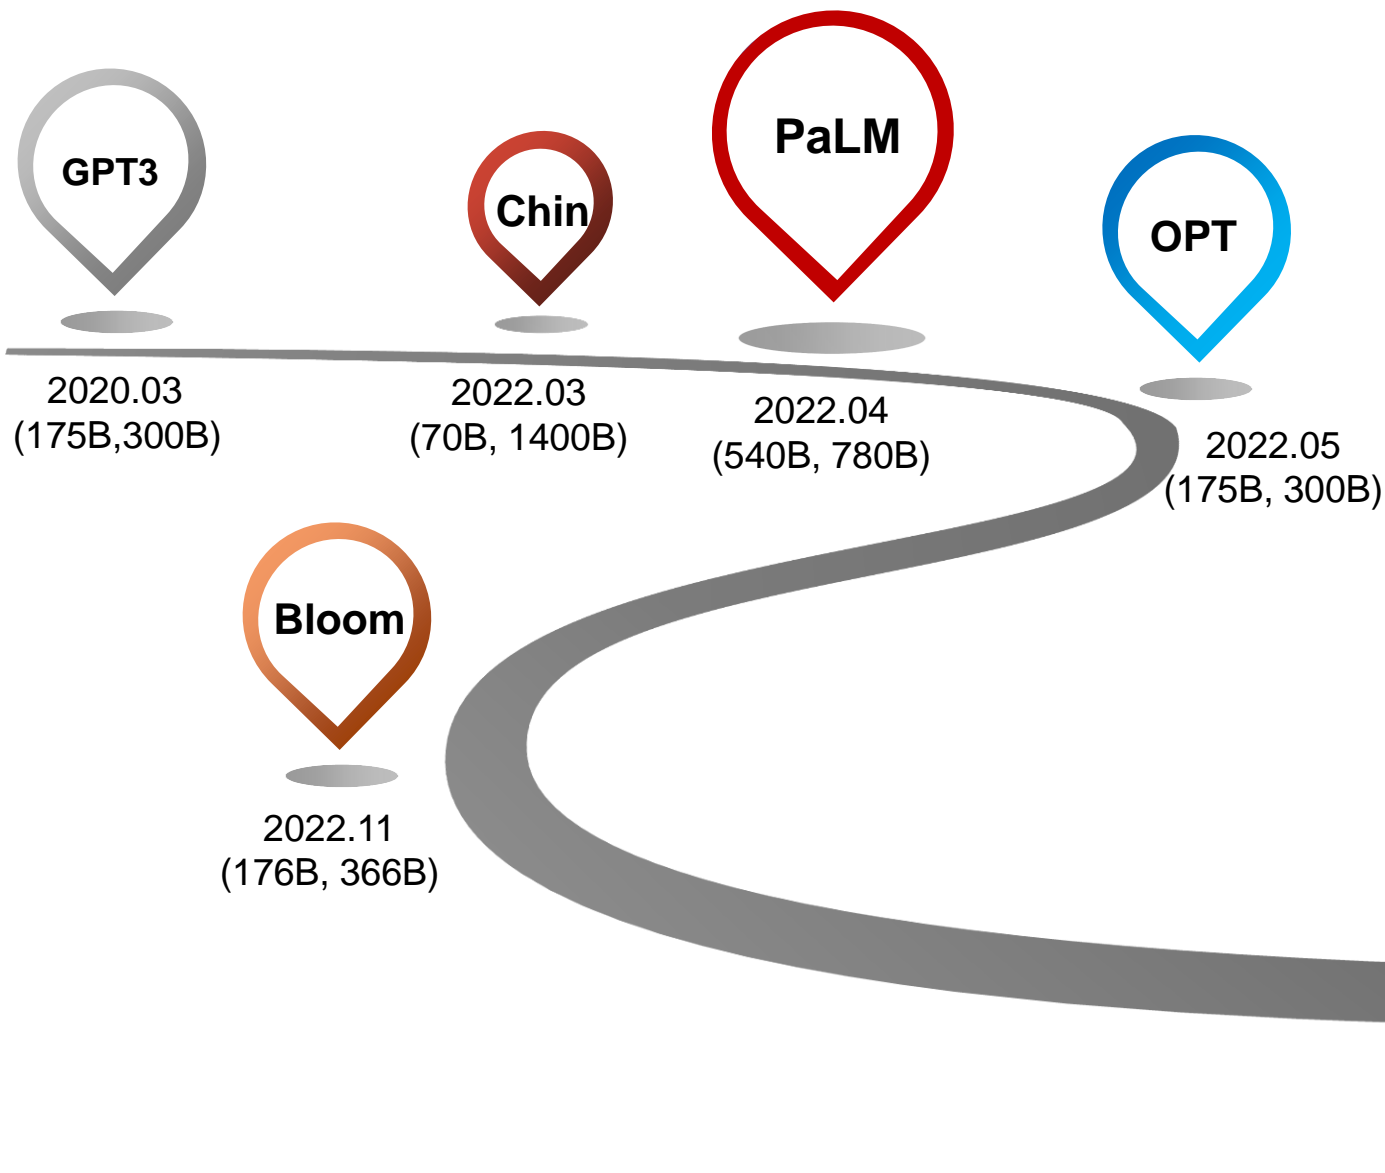 GPT3
2020.03
(175B,300B)
Chin
2022.03
(70B, 1400B)
PaLM
2022.04
(540B, 780B)
OPT
2022.05
(175B, 300B)
Bloom
2022.11
(176B, 366B)